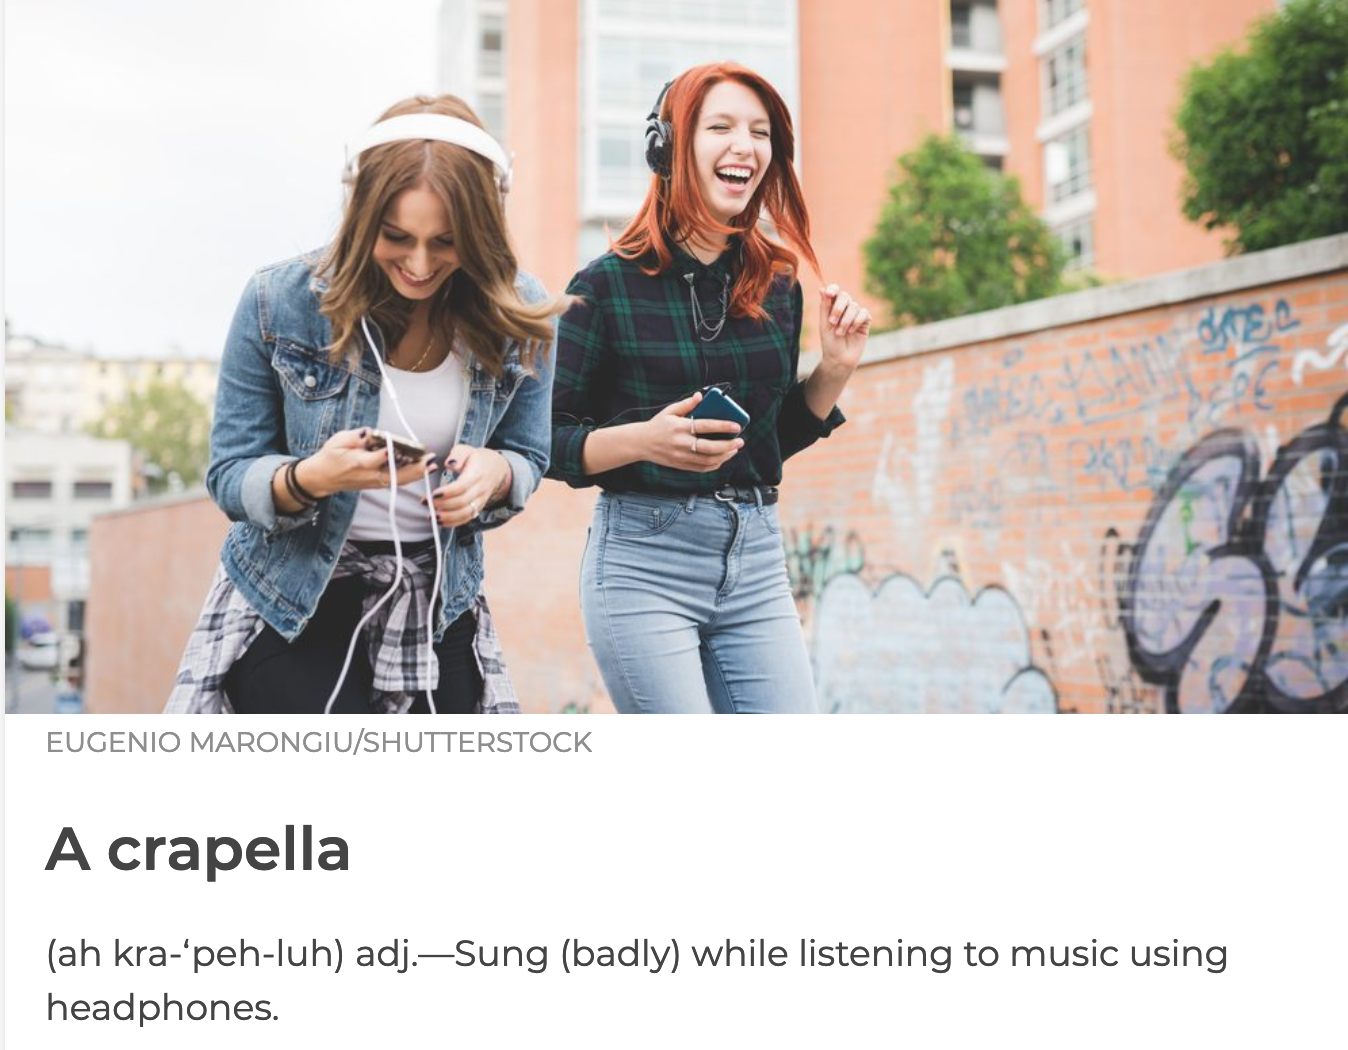 EUGENIO MARONGIU/SHUTTERSTOCK
A crapella
(ah kra-‘peh-luh) adj.—Sung (badly) while listening to music using
headphones.